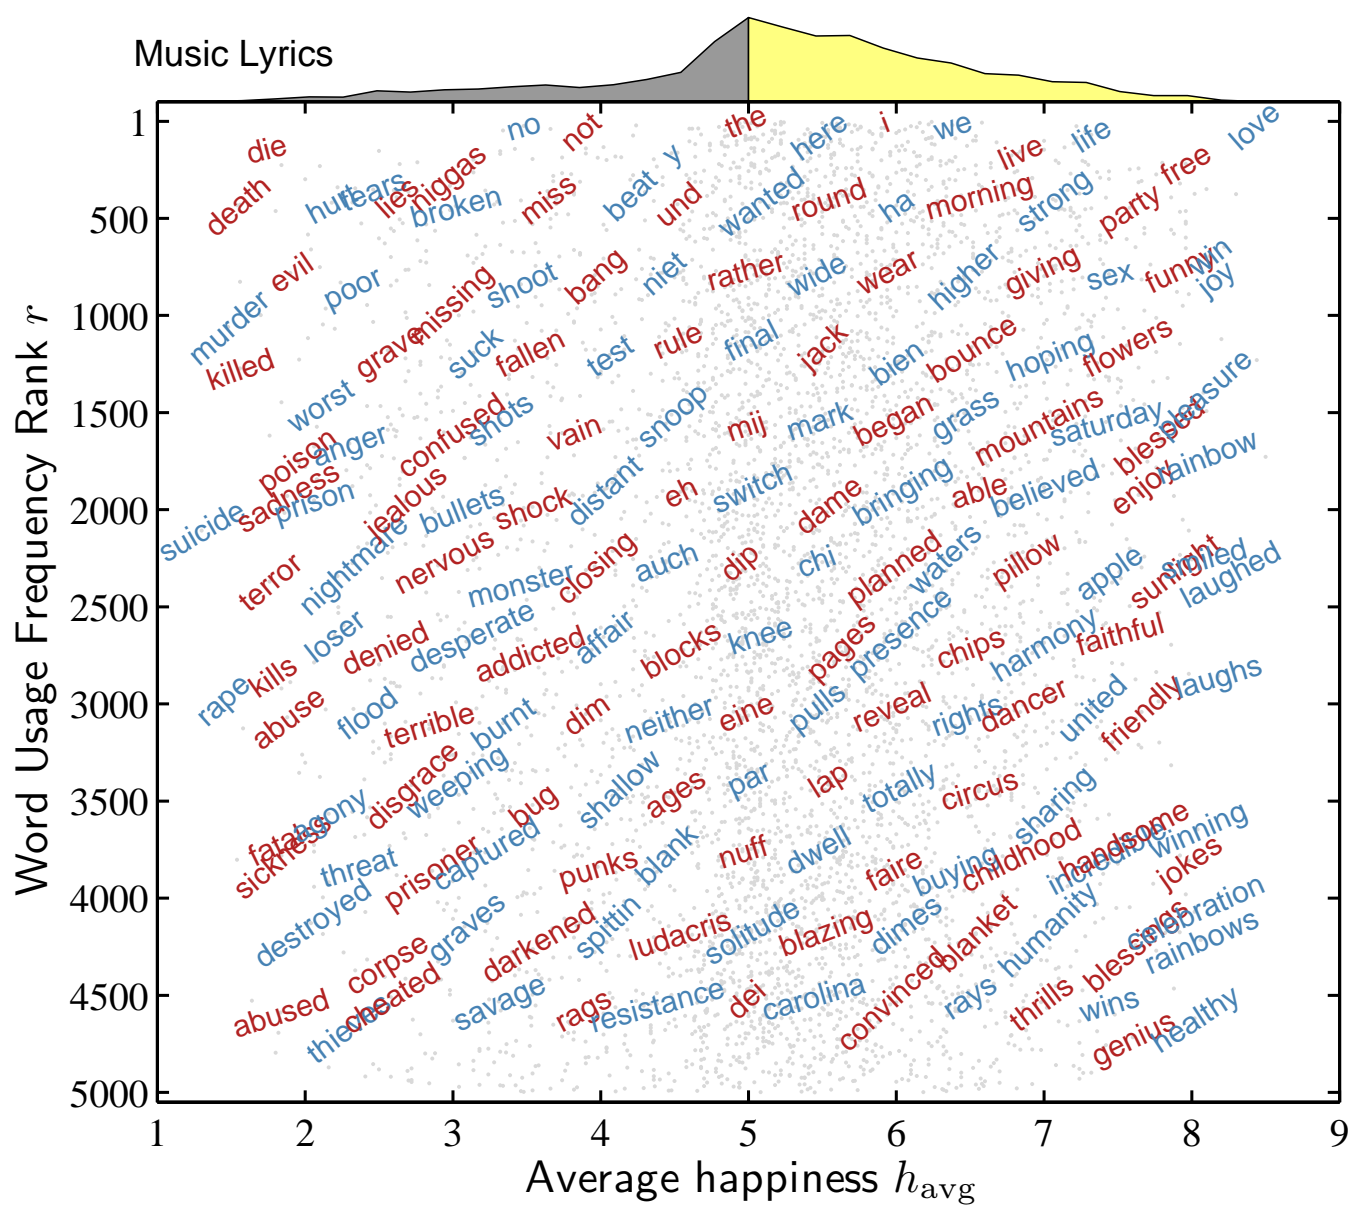 Music Lyrics
Word Usage Frequency Rank r
1
500
1000
1500
2000
2500
3000
3500
4000
4500
5000
die
no
not
the
here
i
we
life
love
death
hurt
tears
lies
niggas
broken
miss
beat
y
und
wanted
round
ha
morning
live
strong
party
free
murder
evil
poor
missing
shoot
bang
niet
rather
wide
wear
higher
giving
sex
funny
win
joy
killed
worst
grave
suck
fallen
test
rule
final
jack
bien
bounce
hoping
flowers
pleasure
poison
anger
confused
shots
vain
snoop
mij
mark
began
grass
mountains
saturday
blessed
rainbow
suicide
sadness
prison
jealous
bullets
shock
distant
eh
switch
dame
bringing
able
believed
enjoy
terror
nightmare
nervous
monster
closing
auch
dip
chi
planned
waters
pillow
apple
sunlight
smiled
laughed
rape
kills
loser
denied
desperate
addicted
affair
blocks
knee
pages
presence
chips
harmony
faithful
abuse
flood
terrible
burnt
dim
neither
eine
pulls
reveal
rights
dancer
united
friendly
laughs
fatal
agony
disgrace
weeping
bug
shallow
ages
par
lap
totally
circus
sharing
sickness
threat
prisoner
captured
punks
blank
nuff
dwell
faire
buying
childhood
incredible
handsome
winning
jokes
destroyed
corpse
graves
darkened
spittin
ludacris
solitude
blazing
dimes
blanket
humanity
blessings
celebration
rainbows
abused
thieves
cheated
savage
rags
resistance
dei
carolina
convinced
rays
thrills
wins
genius
healthy
1 2 3 4 5 6 7 8 9
Average happiness h avg